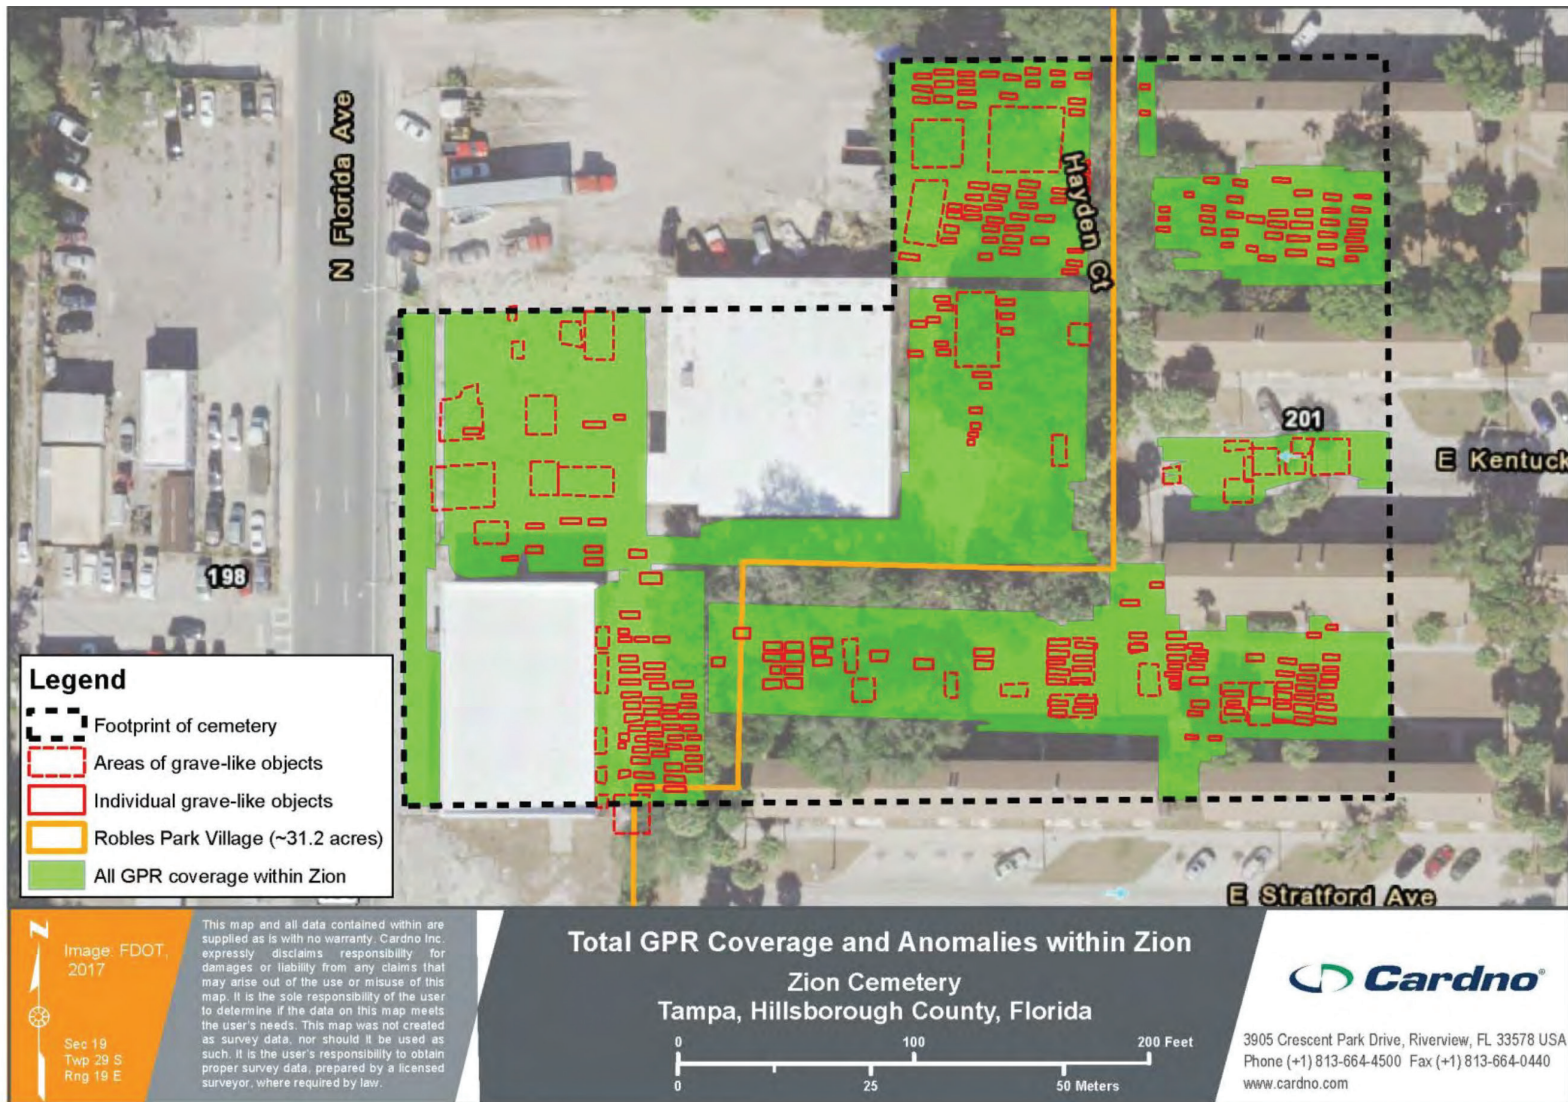 N Florida Ave
Hayden Ct
201
E Kentuck
198
E Stratford Ave
Legend
Footprint of cemetery
Areas of grave-like objects
Individual grave-like objects
Robles Park Village (~31.2 acres)
All GPR coverage within Zion
N
Image: FDOT,
2017
Sec 19
Twp 29 S
Rng 19 E
This map and all data contained within are
supplied as is with no warranty. Cardno Inc.
expressly disclaims responsibility for
damages or liability from any claims that
may arise out of the use or misuse of this
map. It is the sole responsibility of the user
to determine if the data on this map meets
the user's needs. This map was not created
as survey data, nor should it be used as
such. It is the user's responsibility to obtain
proper survey data, prepared by a licensed
surveyor, where required by law.
Total GPR Coverage and Anomalies within Zion
Zion Cemetery
Tampa, Hillsborough County, Florida
0 100 200 Feet
0 25 50 Meters
Cardno®
3905 Crescent Park Drive, Riverview, FL 33578 USA
Phone (+1) 813-664-4500 Fax (+1) 813-664-0440
www.cardno.com